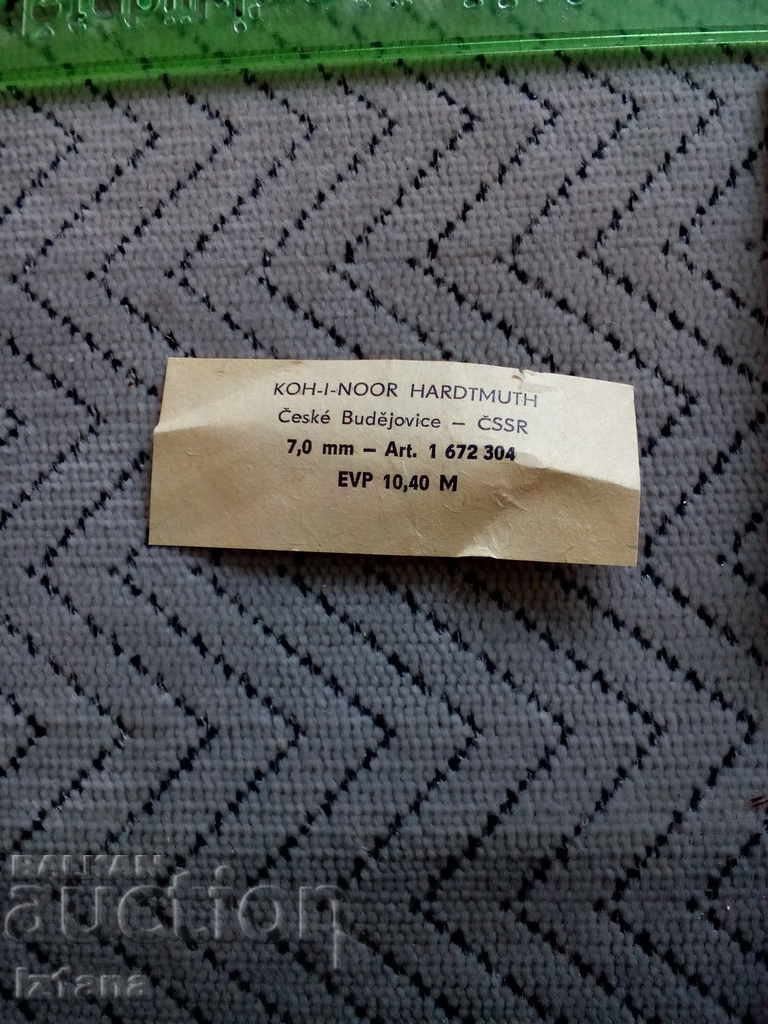 KOH-I-NOOR HARDTMUTH
České Budějovice — ČSSR
7,0 mm — Art. 1 672 304
EVP 10,40 M
BALKAN
auction
Izfana